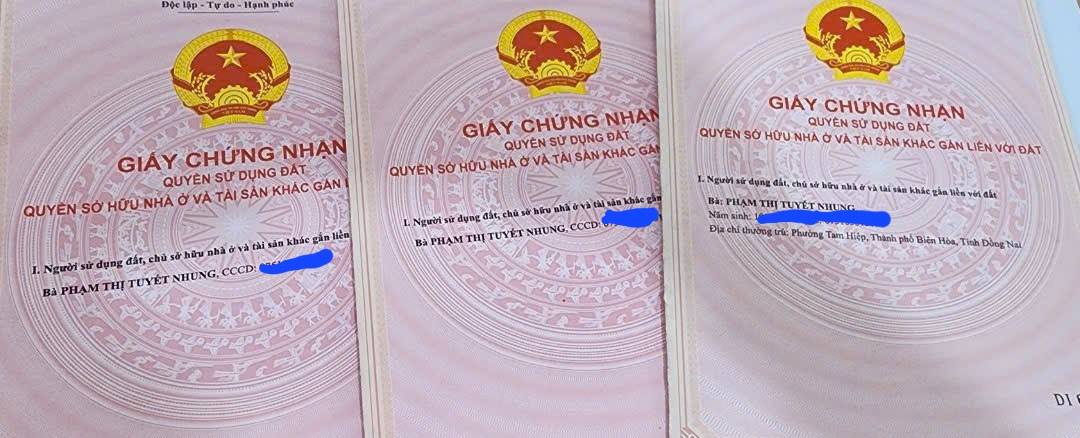 Độc lập - Tự do - Hạnh phúc
GIẤY CHỨNG NHẬN
QUYỀN SỬ DỤNG ĐẤT
QUYỀN SỞ HỮU NHÀ Ở VÀ TÀI SẢN KHÁC GẮN L
I. Người sử dụng đất, chủ sở hữu nhà ở và tài sản khác gắn liền
Bà PHẠM THỊ TUYẾT NHUNG, CCCD:
GIẤY CHỨNG NHẬN
QUYỀN SỬ DỤNG ĐẤT
QUYỀN SỞ HỮU NHÀ Ở VÀ TÀI SẢN KHÁC GẮN
I. Người sử dụng đất, chủ sở hữu nhà ở và tài sản khác gắn
Bà PHẠM THỊ TUYẾT NHUNG, CCCD:
GIẤY CHỨNG NHẬN
QUYỀN SỬ DỤNG ĐẤT
QUYỀN SỞ HỮU NHÀ Ở VÀ TÀI SẢN KHÁC GẮN LIỀN VỚI ĐẤT
I. Người sử dụng đất, chủ sở hữu nhà ở và tài sản khác gắn liền với đất
Bà: PHẠM THỊ TUYẾT NHUNG
Năm sinh:
Địa chỉ thường trú: Phường Tam Hiệp, Thành phố Biên Hòa, Tỉnh Đồng Nai
DI